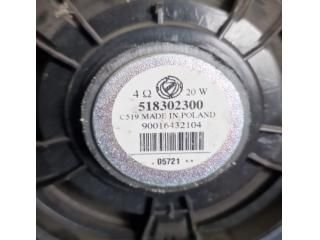 4 Ω 20 W
518302300
C519 MADE IN POLAND
90016432104
. 05721 **